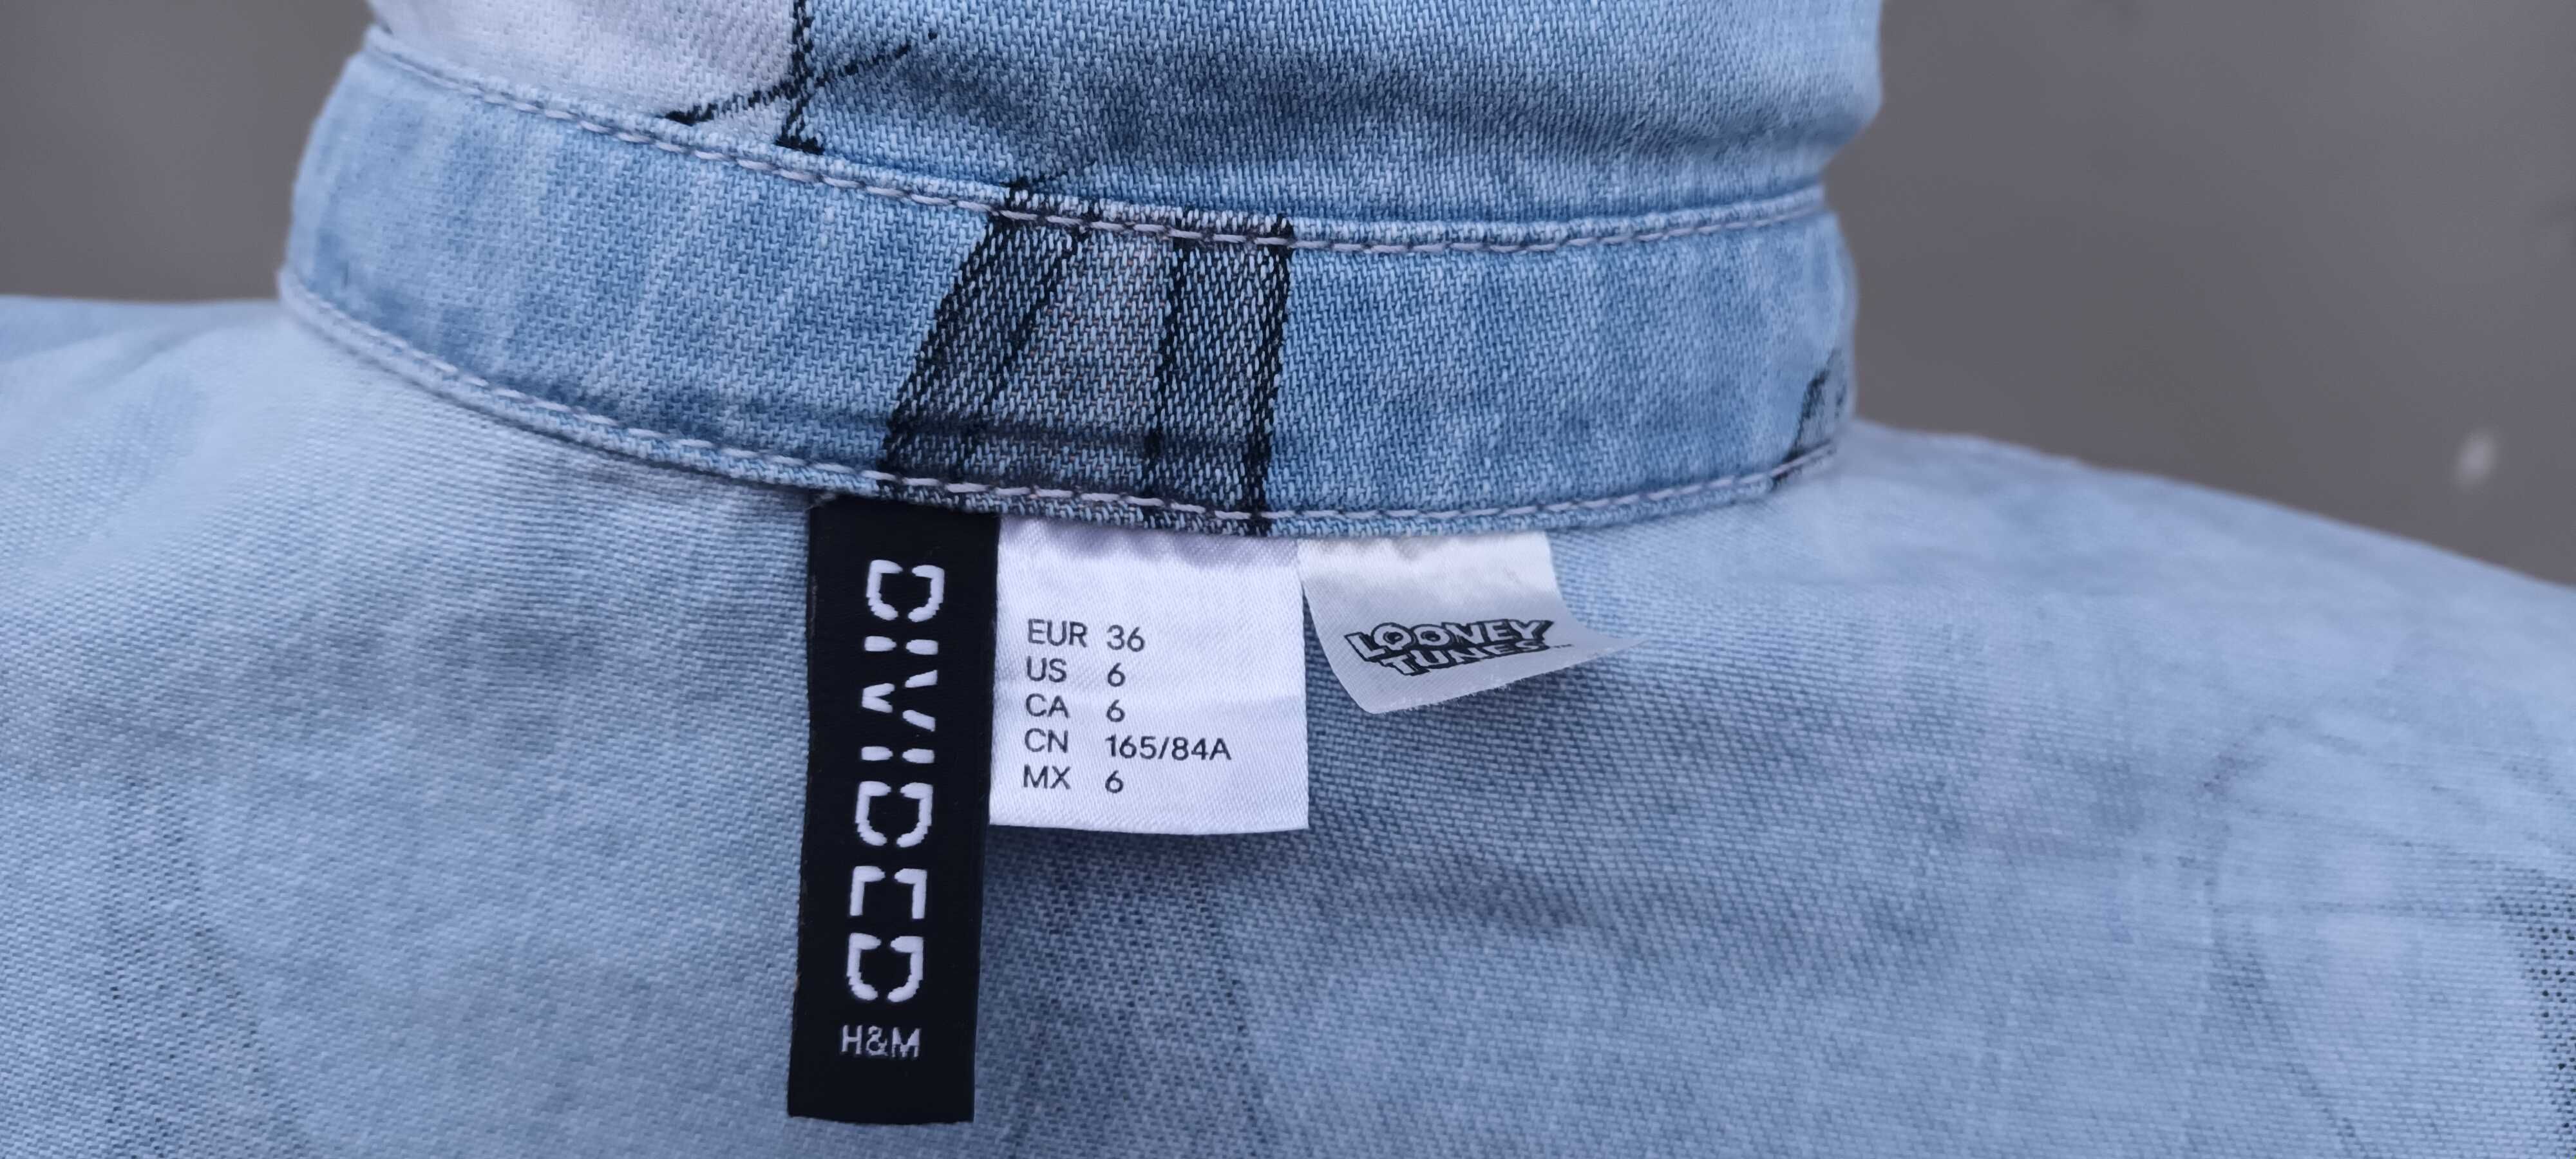 DIVIDED
H&M
EUR 36
US 6
CA 6
CN 165/84A
MX 6
LOONEY
TUNES